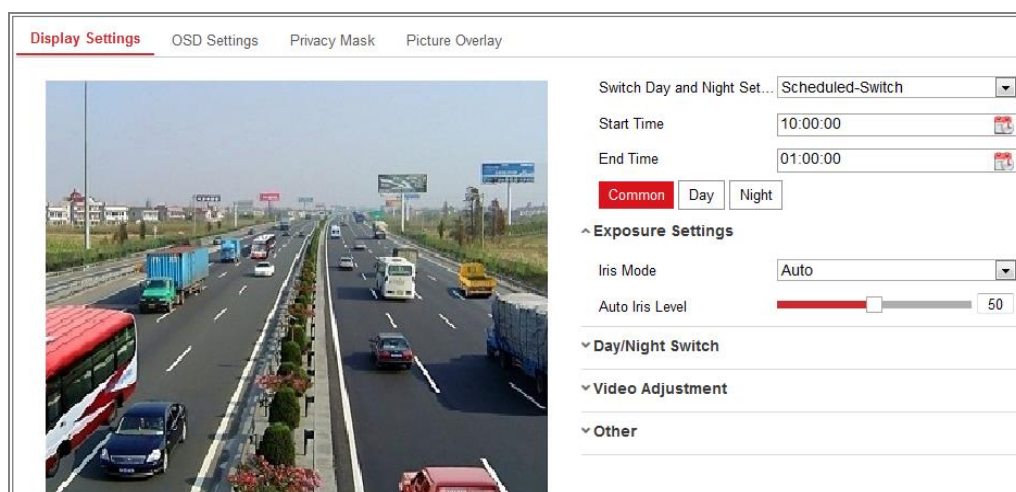 Display Settings OSD Settings Privacy Mask Picture Overlay
Switch Day and Night Set... Scheduled-Switch
Start Time 10:00:00
End Time 01:00:00
Common Day Night
Exposure Settings
Iris Mode Auto
Auto Iris Level 50
Day/Night Switch
Video Adjustment
Other